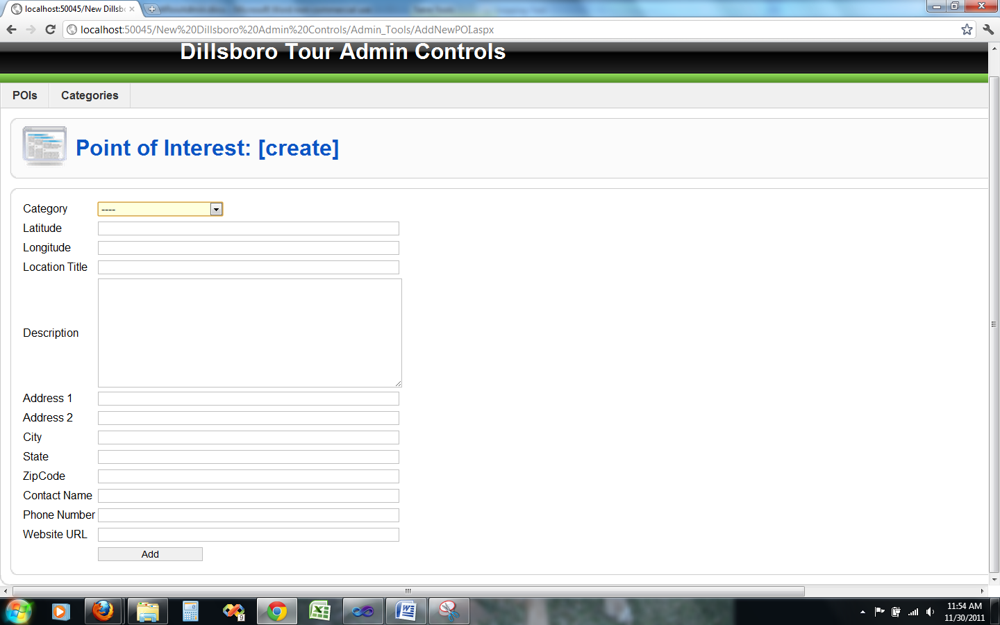 localhost:50045/New Dillsbo
localhost:50045/New%20Dillsboro%20Admin%20Controls/Admin_Tools/AddNewPOI.aspx
Dillsboro Tour Admin Controls
POIs
Categories
Point of Interest: [create]
Category
----
Latitude
Longitude
Location Title
Description
Address 1
Address 2
City
State
ZipCode
Contact Name
Phone Number
Website URL
Add
9
11:54 AM
11/30/2011